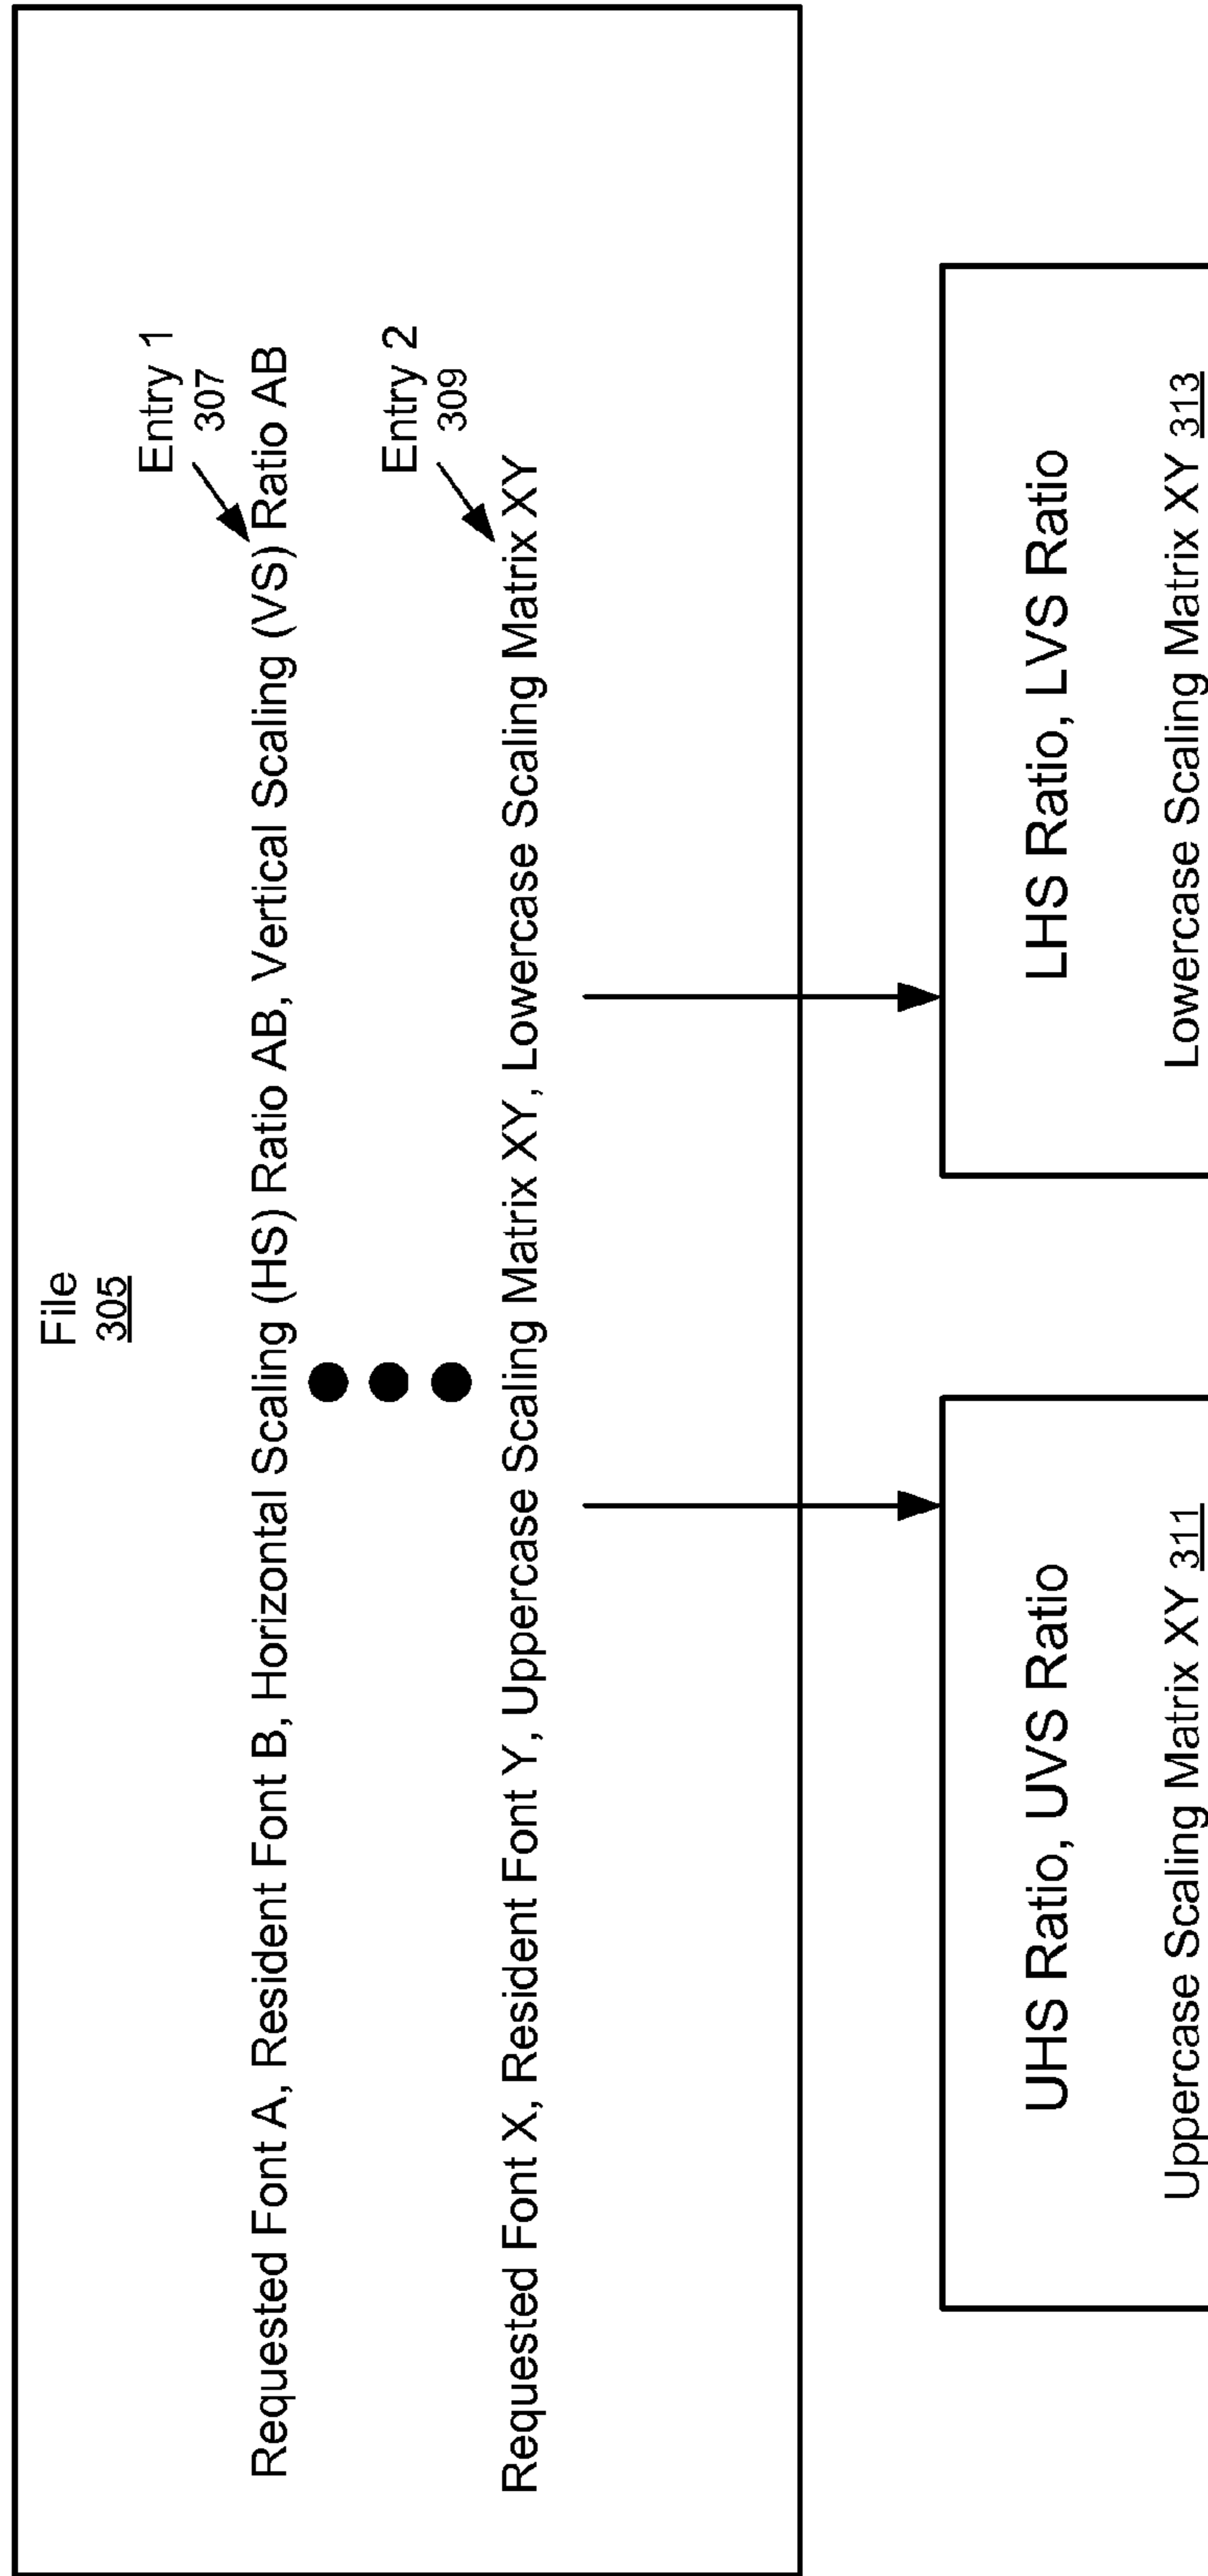 File
305
Entry 1
307
Requested Font A, Resident Font B, Horizontal Scaling (HS) Ratio AB, Vertical Scaling (VS) Ratio AB
Entry 2
309
Requested Font X, Resident Font Y, Uppercase Scaling Matrix XY, Lowercase Scaling Matrix XY
UHS Ratio, UVS Ratio
Uppercase Scaling Matrix XY 311
LHS Ratio, LVS Ratio
Lowercase Scaling Matrix XY 313